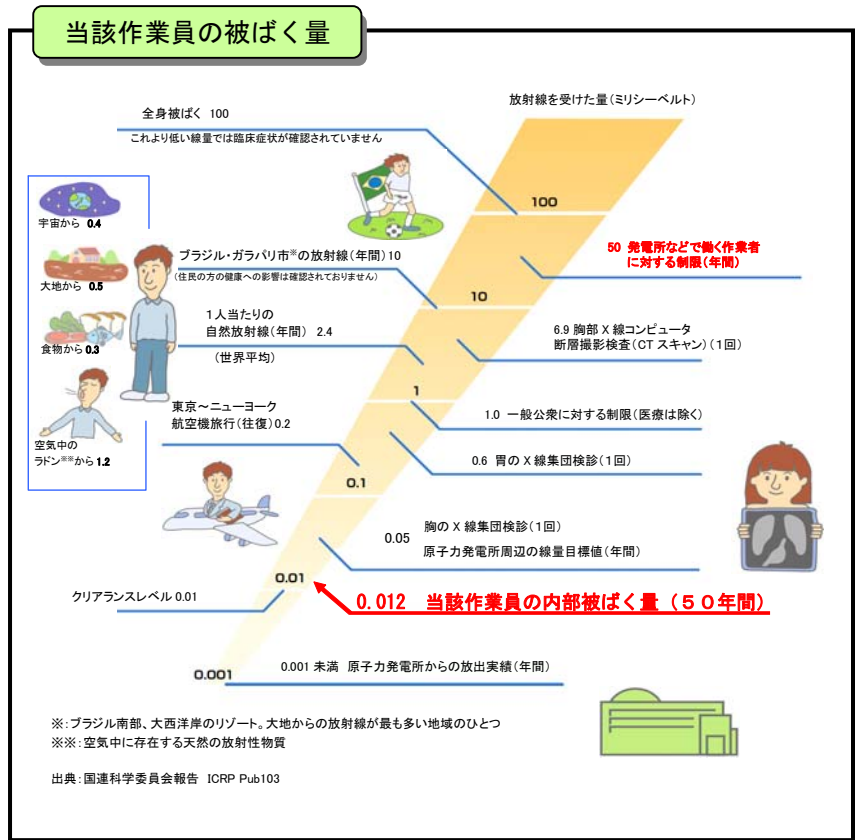 当該作業員の被ばく量
放射線を受けた量(ミリシーベルト)
全身被ばく 100
これより低い線量では臨床症状が確認されていません
100
宇宙から 0.4
大地から 0.5
食物から 0.3
空気中の
ラドン※※から 1.2
ブラジル・ガラパリ市※の放射線(年間) 10
(住民の方の健康への影響は確認されておりません)
50 発電所などで働く作業者
に対する制限(年間)
10
1人当たりの
自然放射線(年間) 2.4
(世界平均)
6.9 胸部X線コンピュータ
断層撮影検査(CTスキャン)(1回)
1
1.0 一般公衆に対する制限(医療は除く)
東京~ニューヨーク
航空機旅行(往復)0.2
0.6 胃のX線集団検診(1回)
0.1
0.05
胸のX線集団検診(1回)
原子力発電所周辺の線量目標値(年間)
0.01
クリアランスレベル 0.01
0.012 当該作業員の内部被ばく量(50年間)
0.001
0.001 未満 原子力発電所からの放出実績(年間)
※:ブラジル南部、大西洋岸のリゾート。大地からの放射線が最も多い地域のひとつ
※※:空気中に存在する天然の放射性物質
出典:国連科学委員会報告 ICRP Pub103